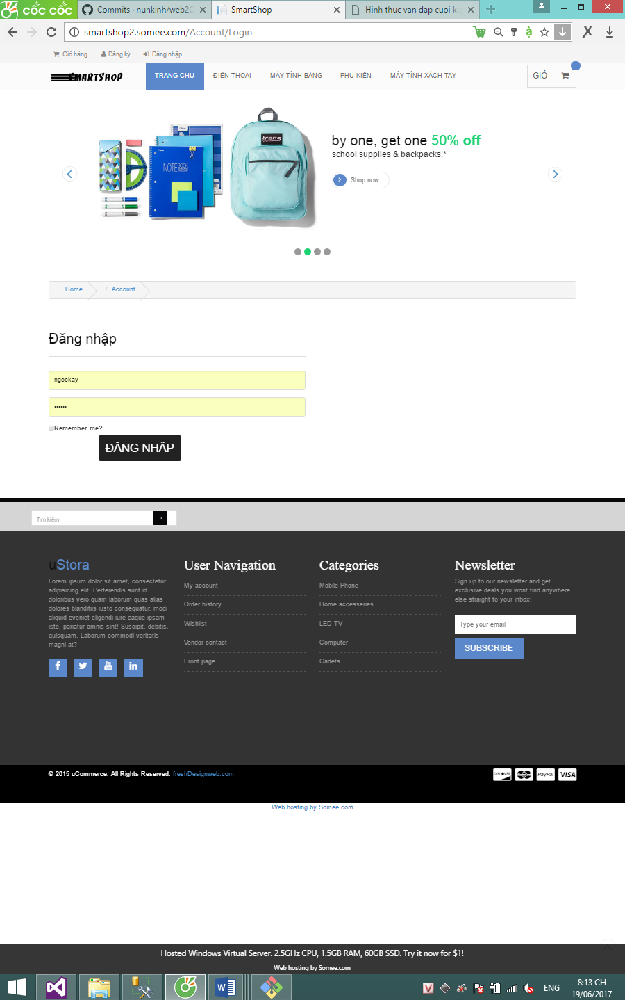 cốc cốc
Commits · nunkinh/web2C
SmartShop
Hinh thuc van dap cuoi ki.
smartshop2.somee.com/Account/Login
Giỏ hàng
Đăng ký
Đăng nhập
SmartShop
TRANG CHỦ
ĐIỆN THOẠI
MÁY TÍNH BẢNG
PHỤ KIỆN
MÁY TÍNH XÁCH TAY
GIỎ -
trans
NOTEBOOK
by one, get one 50% off
school supplies & backpacks.*
Shop now
Home / Account
Đăng nhập
ngockay
••••••
Remember me?
ĐĂNG NHẬP
Tìm kiếm
uStora
Lorem ipsum dolor sit amet, consectetur
adipisicing elit. Perferendis sunt id
doloribus vero quam laborum quas alias
dolores blanditiis iusto consequatur, modi
aliquid eveniet eligendi iure eaque ipsam
iste, pariatur omnis sint! Suscipit, debitis,
quisquam. Laborum commodi veritatis
magni at?
User Navigation
My account
Order history
Wishlist
Vendor contact
Front page
Categories
Mobile Phone
Home accesseries
LED TV
Computer
Gadets
Newsletter
Sign up to our newsletter and get
exclusive deals you wont find anywhere
else straight to your inbox!
Type your email
SUBSCRIBE
© 2015 uCommerce. All Rights Reserved. freshDesignweb.com
DISCOVER
MasterCard
PayPal
VISA
Web hosting by Somee.com
Hosted Windows Virtual Server. 2.5GHz CPU, 1.5GB RAM, 60GB SSD. Try it now for $1!
Web hosting by Somee.com
ENG
8:13 CH
19/06/2017